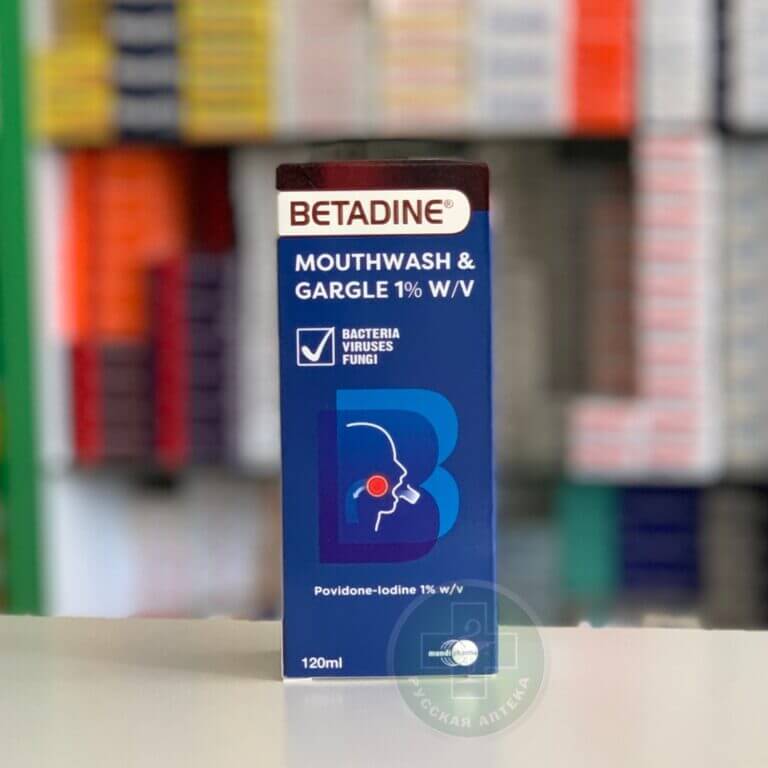 BETADINE®
MOUTHWASH &
GARGLE 1% W/V
BACTERIA
VIRUSES
FUNGI
Povidone-Iodine 1% w/v
120ml
mundipharma
РУССКАЯ АПТЕКА